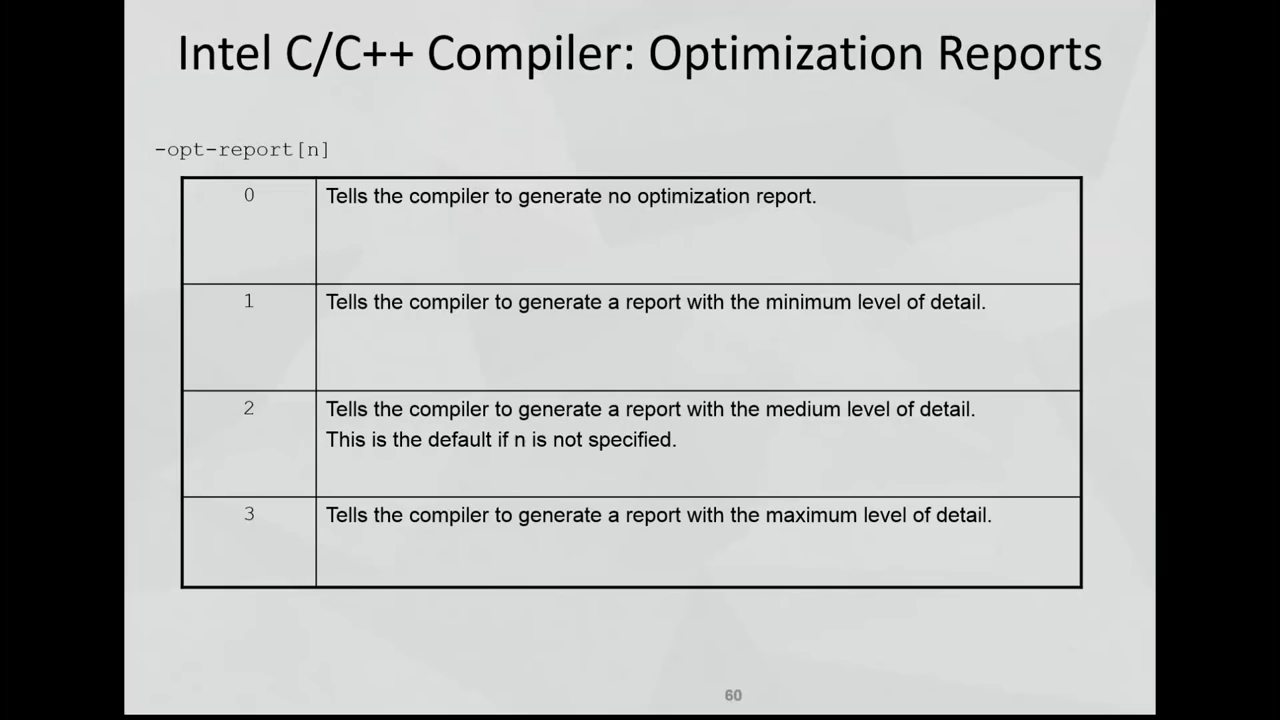 Intel C/C++ Compiler: Optimization Reports
-opt-report[n]
0
Tells the compiler to generate no optimization report.
1
Tells the compiler to generate a report with the minimum level of detail.
2
Tells the compiler to generate a report with the medium level of detail.
This is the default if n is not specified.
3
Tells the compiler to generate a report with the maximum level of detail.
60